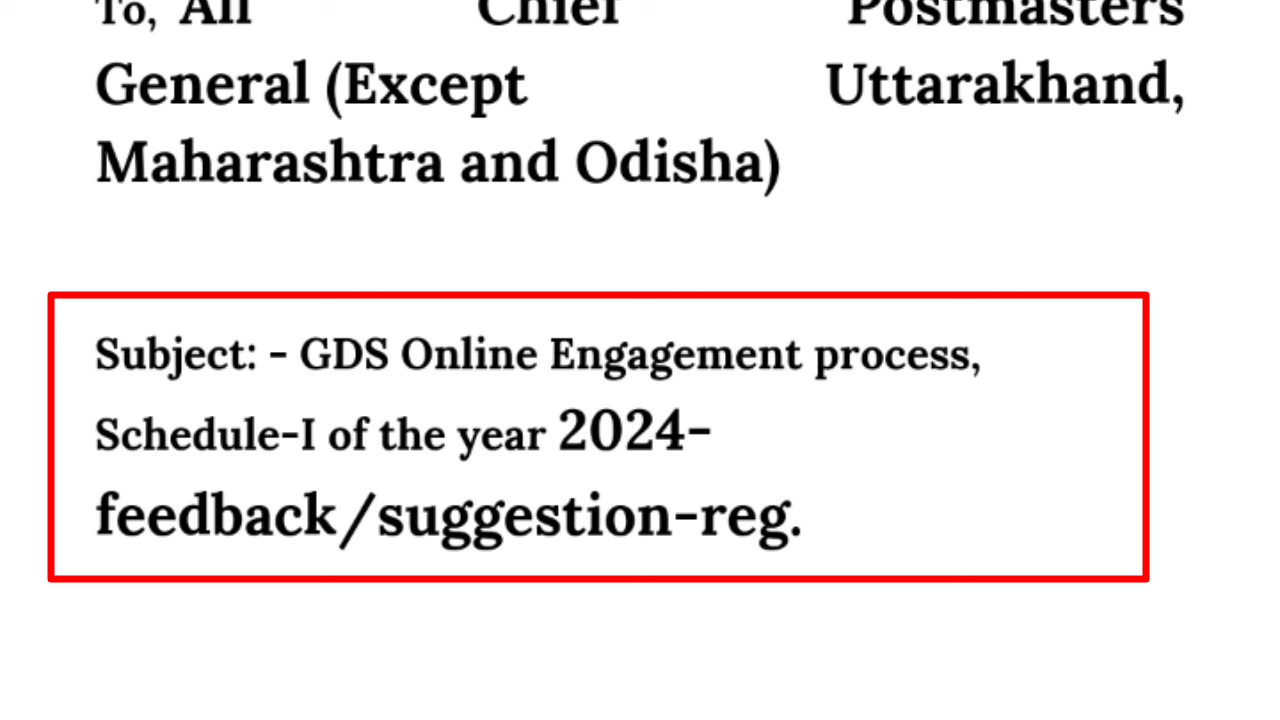 To, All Chief Postmasters
General (Except Uttarakhand,
Maharashtra and Odisha)
Subject: - GDS Online Engagement process,
Schedule-I of the year 2024-
feedback/suggestion-reg.